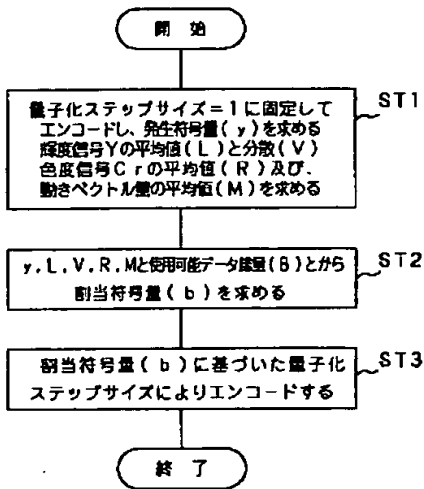 開始
量子化ステップサイズ=1に固定して
エンコードし、発生符号量(y)を求める
輝度信号Yの平均値(L)と分散(V)
色度信号Crの平均値(R)及び、
動きベクトル量の平均値(M)を求める
ST1
y,L,V,R,Mと使用可能データ総量(B)とから
割当符号量(b)を求める
ST2
割当符号量(b)に基づいた量子化
ステップサイズによりエンコードする
ST3
終了